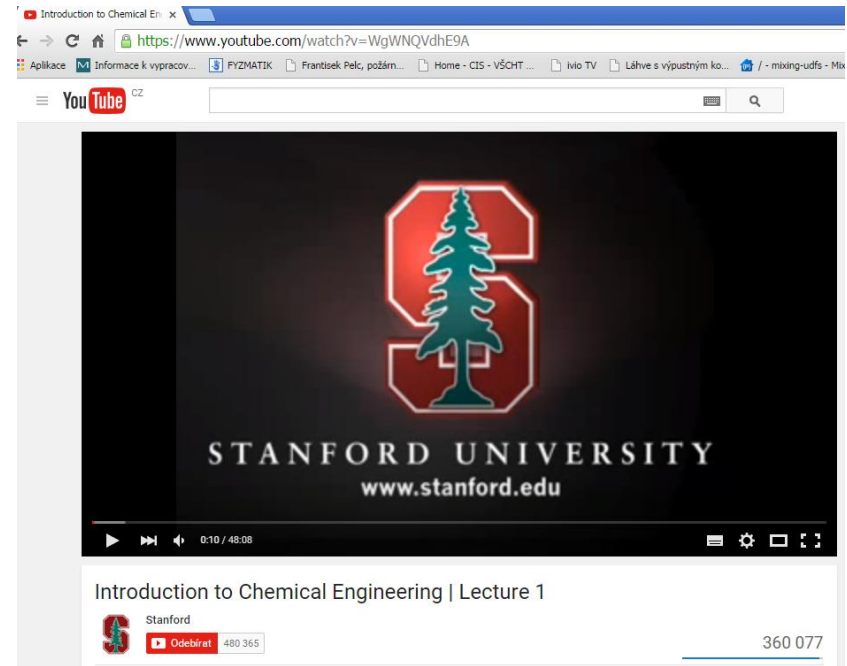 Introduction to Chemical En
https://www.youtube.com/watch?v=WgWNQVdhE9A
Aplikace Informace k vypracov... FYZMATIK Frantisek Pelc, požárn... Home - CIS - VŠCHT ... ivio TV Láhve s výpustným ko... / - mixing-udfs - Mix
YouTube CZ
STANFORD UNIVERSITY
www.stanford.edu
0:10 / 48:08
Introduction to Chemical Engineering | Lecture 1
Stanford
Odebírat 480 365
360 077